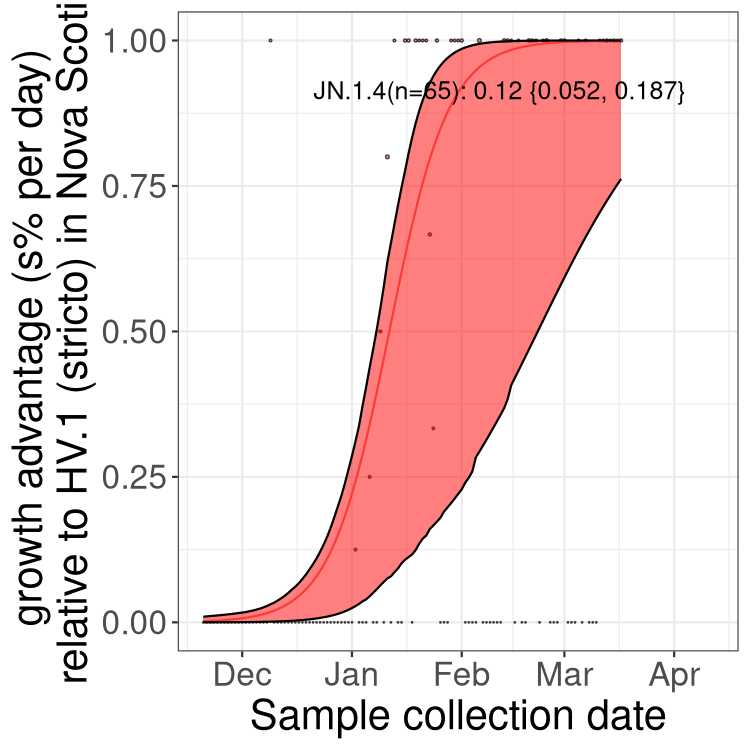 growth advantage (s% per day)
relative to HV.1 (stricto) in Nova Scoti
1.00
0.75
0.50
0.25
0.00
JN.1.4(n=65): 0.12 {0.052, 0.187}
Dec Jan Feb Mar Apr
Sample collection date